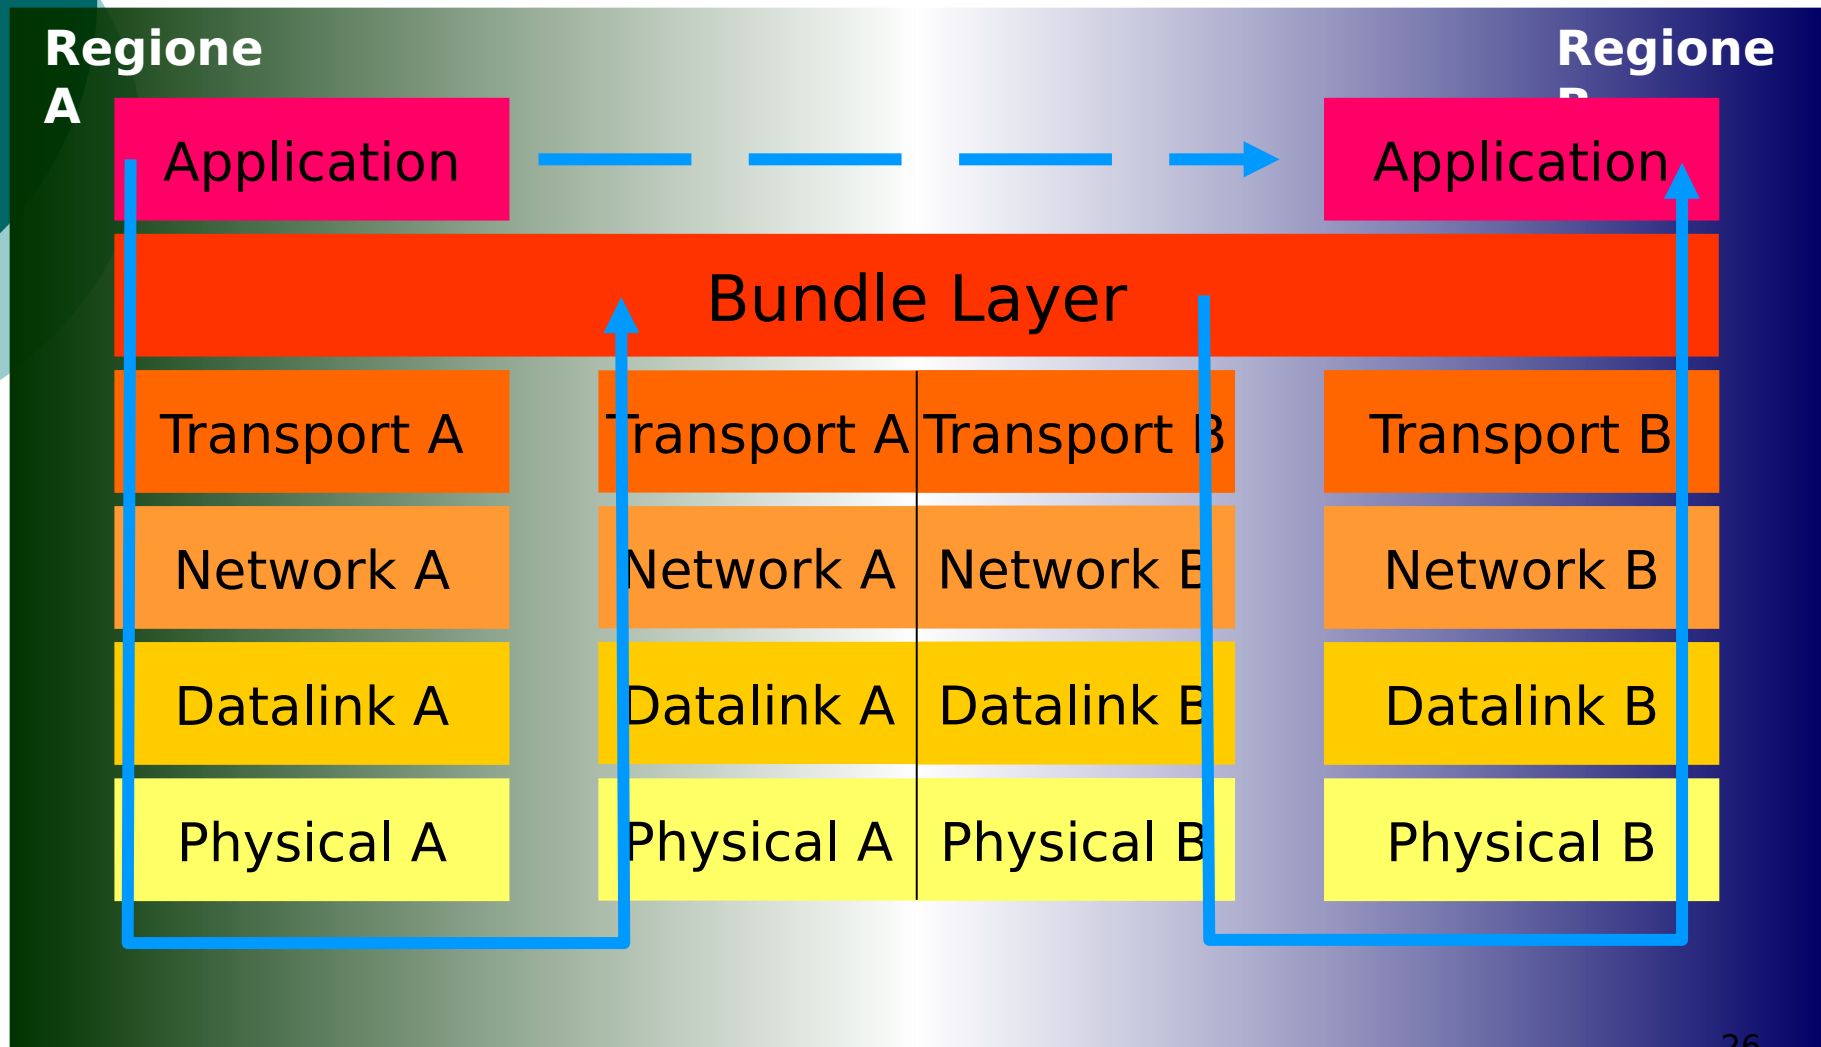 Regione
A
Regione
Application
Application
Bundle Layer
Transport A
Transport A
Transport B
Transport B
Network A
Network A
Network B
Network B
Datalink A
Datalink A
Datalink B
Datalink B
Physical A
Physical A
Physical B
Physical B
26